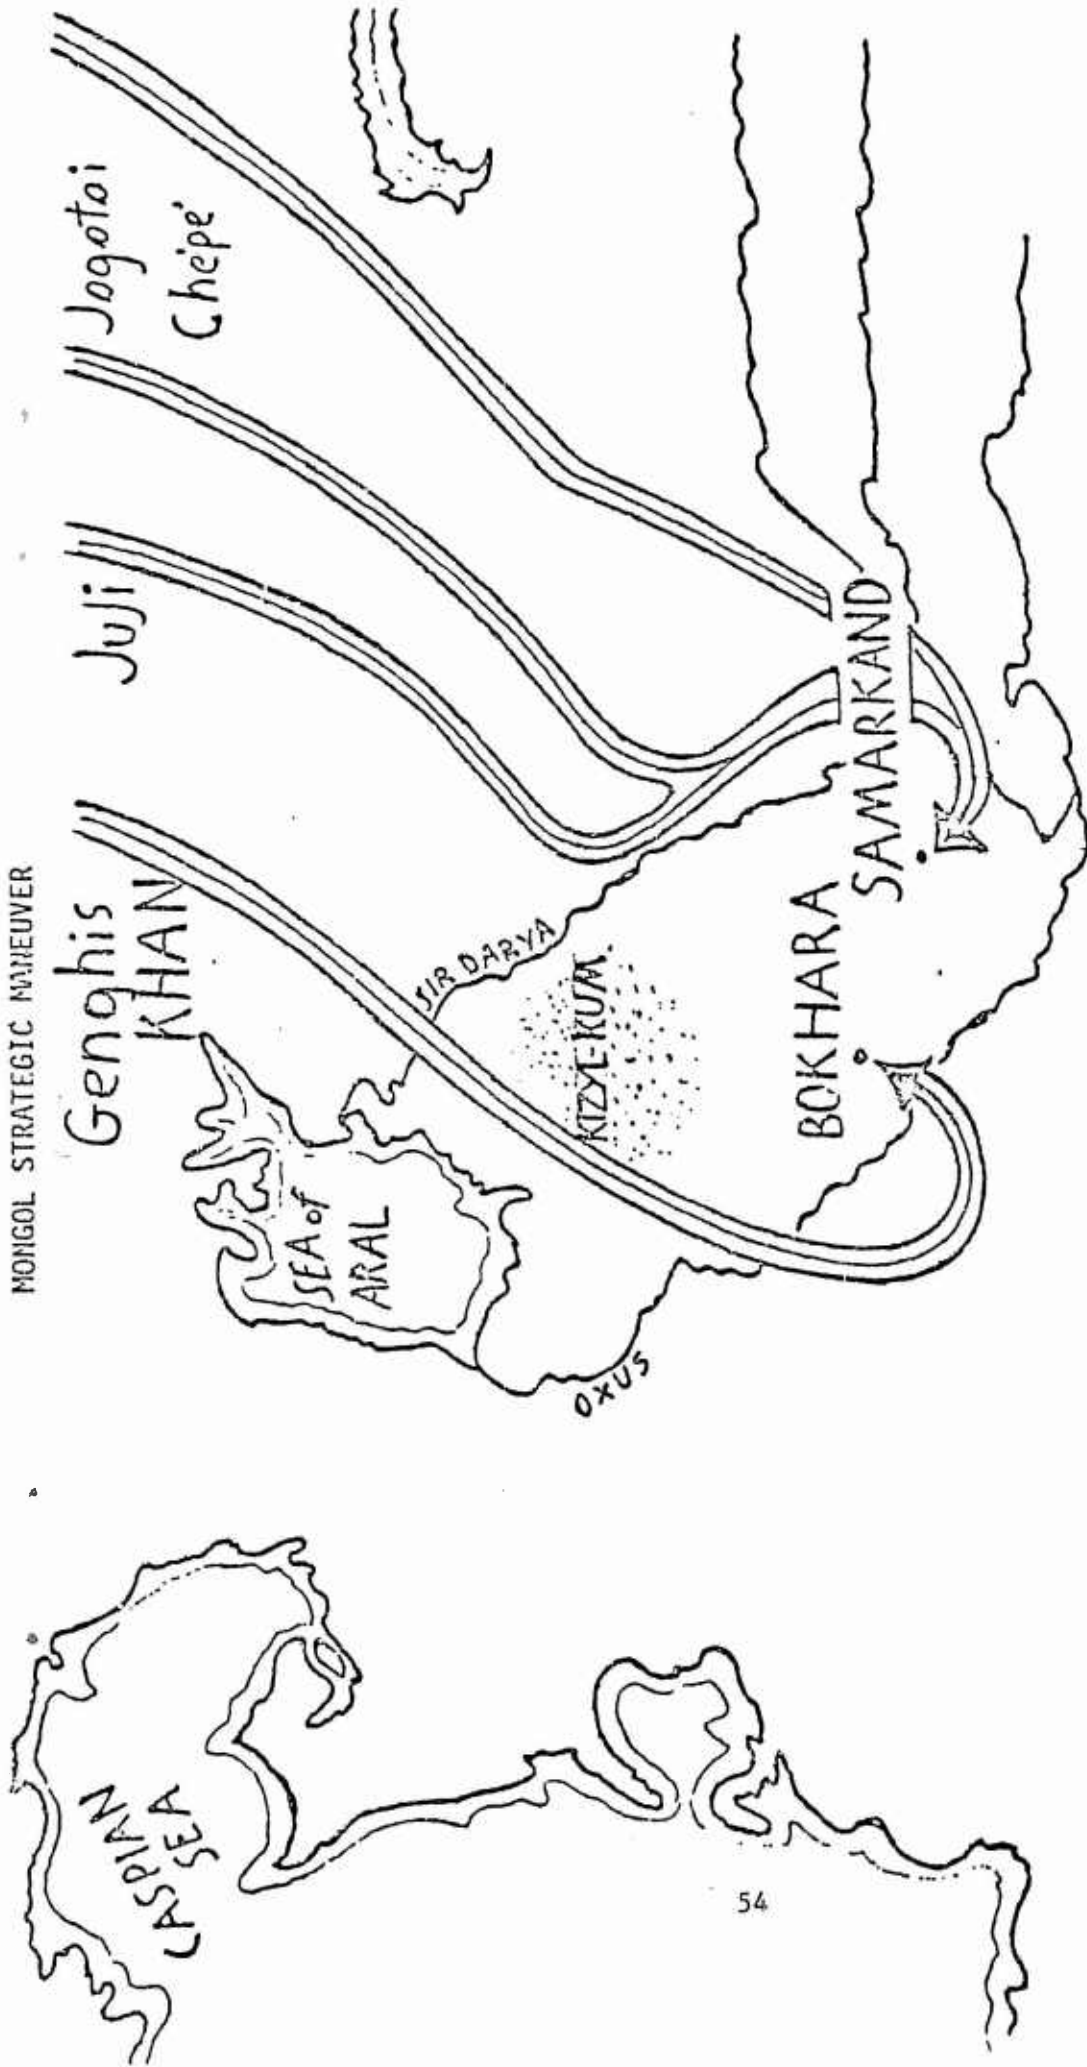 MONGOL STRATEGIC MANEUVER
Genghis
KHAN
JuJi
Jogotoi
Chépé
CASPIAN
SEA
SEA of
ARAL
SIR DARYA
KIZYL-KUM
OXUS
BOKHARA
SAMARKAND
54